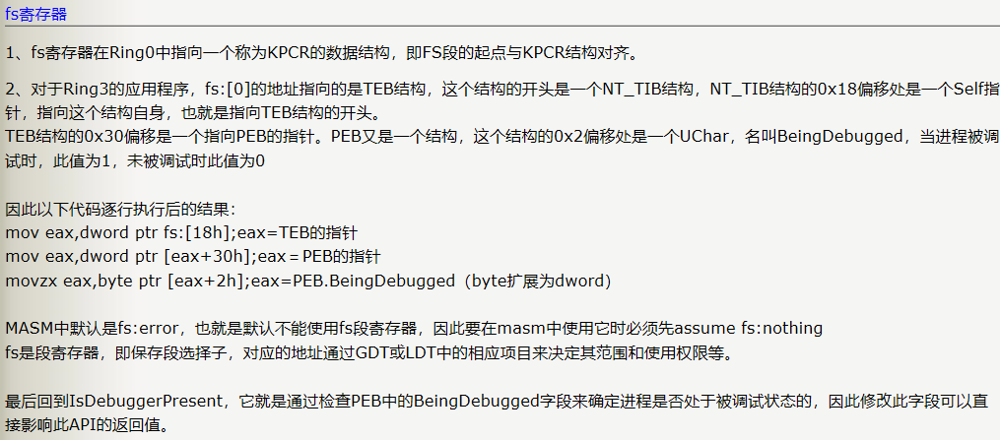 fs寄存器
1、fs寄存器在Ring0中指向一个称为KPCR的数据结构，即FS段的起点与KPCR结构对齐。
2、对于Ring3的应用程序，fs:[0]的地址指向的是TEB结构，这个结构的开头是一个NT_TIB结构，NT_TIB结构的0x18偏移处是一个Self指
针，指向这个结构自身，也就是指向TEB结构的开头。
TEB结构的0x30偏移是一个指向PEB的指针。PEB又是一个结构，这个结构的0x2偏移处是一个UChar，名叫BeingDebugged，当进程被调
试时，此值为1，未被调试时此值为0
因此以下代码逐行执行后的结果：
mov eax,dword ptr fs:[18h];eax=TEB的指针
mov eax,dword ptr [eax+30h];eax＝PEB的指针
movzx eax,byte ptr [eax+2h];eax=PEB.BeingDebugged（byte扩展为dword）
MASM中默认是fs:error，也就是默认不能使用fs段寄存器，因此要在masm中使用它时必须先assume fs:nothing
fs是段寄存器，即保存段选择子，对应的地址通过GDT或LDT中的相应项目来决定其范围和使用权限等。
最后回到IsDebuggerPresent，它就是通过检查PEB中的BeingDebugged字段来确定进程是否处于被调试状态的，因此修改此字段可以直
接影响此API的返回值。